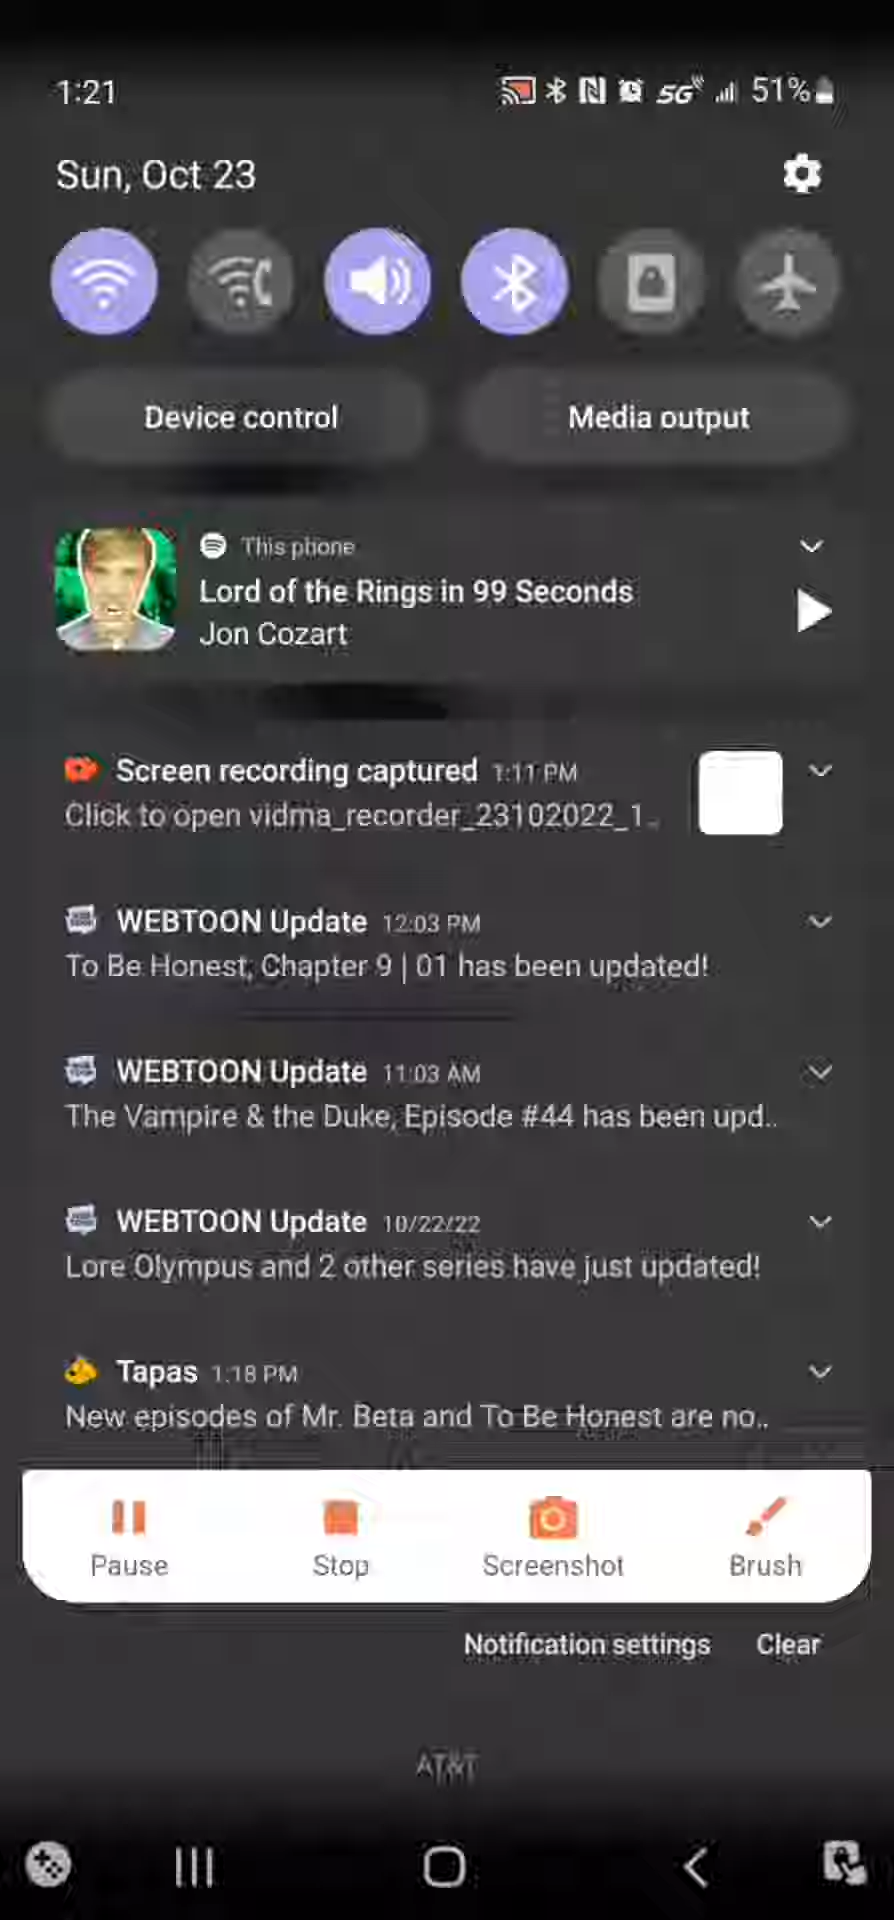 1:21 5G 51%
Sun, Oct 23
Device control Media output
This phone
Lord of the Rings in 99 Seconds
Jon Cozart
Screen recording captured 1:11 PM
Click to open vidma_recorder_23102022_1..
WEBTOON Update 12:03 PM
To Be Honest, Chapter 9 | 01 has been updated!
WEBTOON Update 11:03 AM
The Vampire & the Duke, Episode #44 has been upd..
WEBTOON Update 10/22/22
Lore Olympus and 2 other series have just updated!
Tapas 1:18 PM
New episodes of Mr. Beta and To Be Honest are no..
Pause Stop Screenshot Brush
Notification settings Clear
AT&T